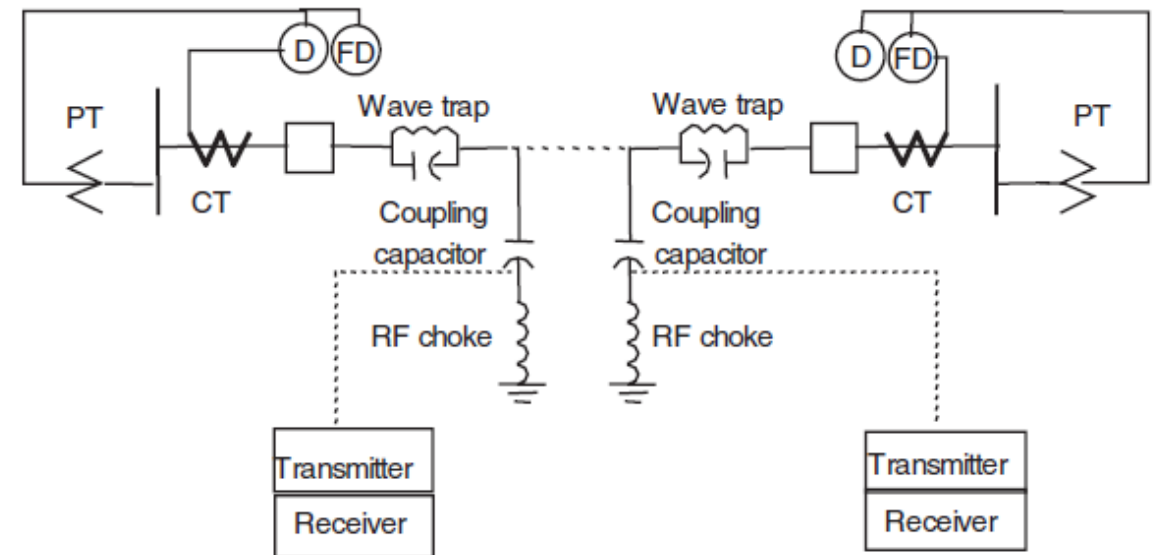 D
FD
D
FD
Wave trap
Wave trap
PT
PT
CT
CT
Coupling
capacitor
Coupling
capacitor
RF choke
RF choke
Transmitter
Receiver
Transmitter
Receiver